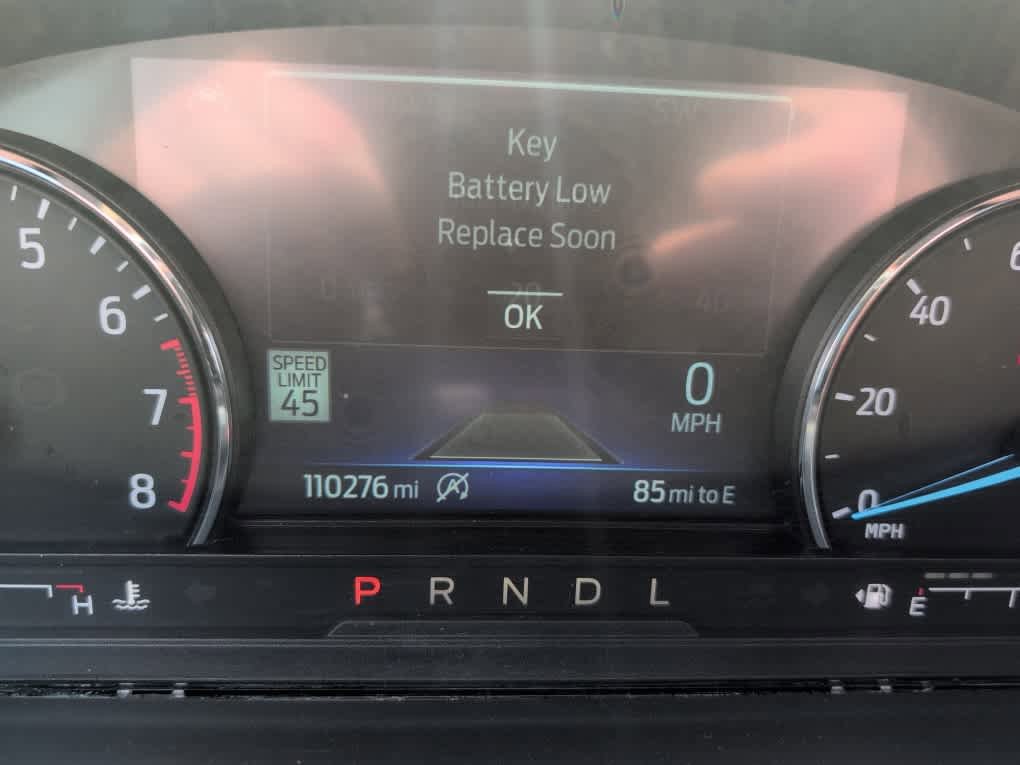 Key
Battery Low
Replace Soon
OK
SPEED
LIMIT
45
0
MPH
5
6
7
8
40
20
0
MPH
110276 mi
85 mi to E
P R N D L
H
E